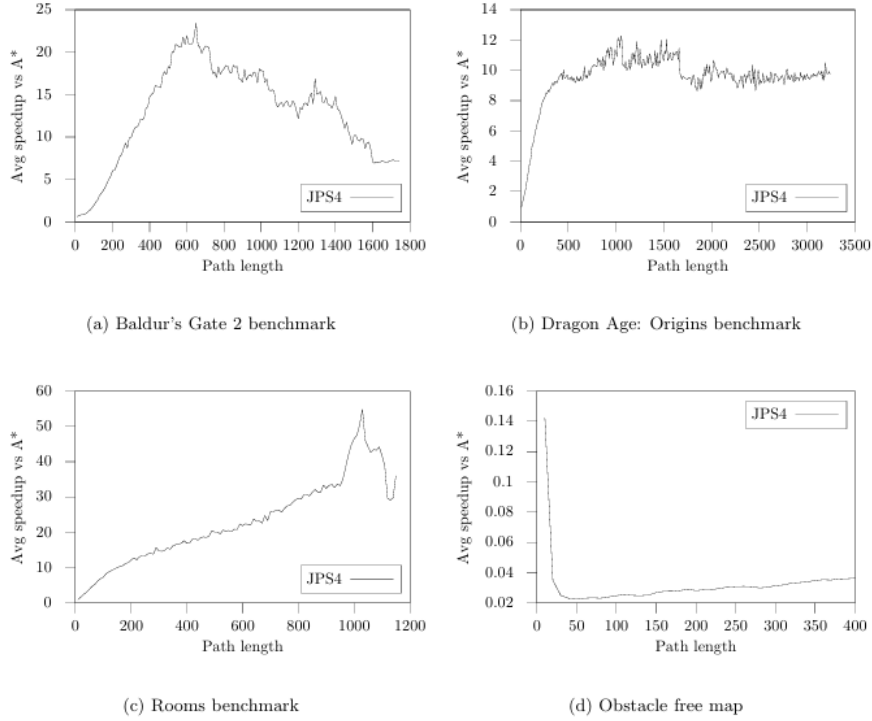 25
20
15
10
5
0
Avg speedup vs A*
JPS4
0 200 400 600 800 1000 1200 1400 1600 1800
Path length
(a) Baldur's Gate 2 benchmark
14
12
10
8
6
4
2
0
Avg speedup vs A*
JPS4
0 500 1000 1500 2000 2500 3000 3500
Path length
(b) Dragon Age: Origins benchmark
60
50
40
30
20
10
0
Avg speedup vs A*
JPS4
0 200 400 600 800 1000 1200
Path length
(c) Rooms benchmark
0.16
0.14
0.12
0.1
0.08
0.06
0.04
0.02
Avg speedup vs A*
JPS4
0 50 100 150 200 250 300 350 400
Path length
(d) Obstacle free map